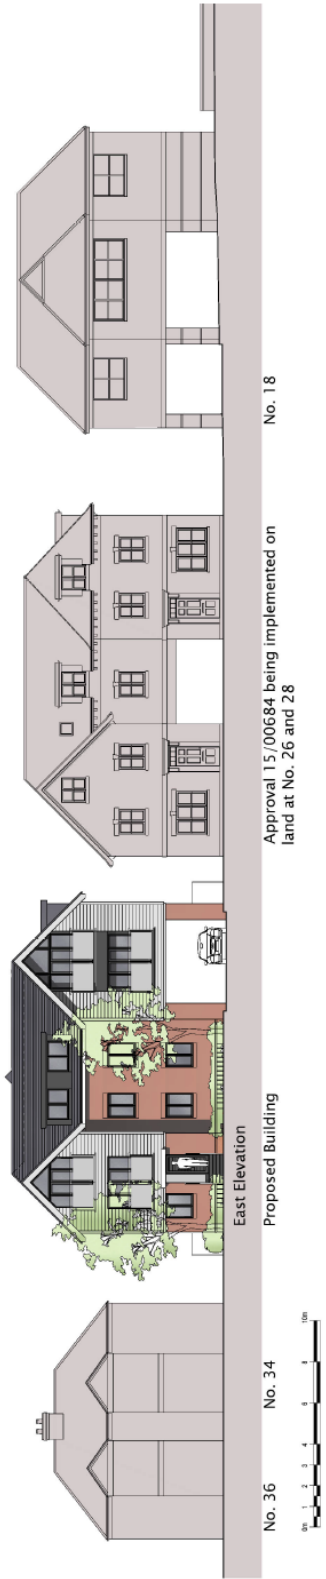 East Elevation
No. 36
No. 34
Proposed Building
Approval 15/00684 being implemented on
land at No. 26 and 28
No. 18
0m 1 2 3 4 6 8 10m